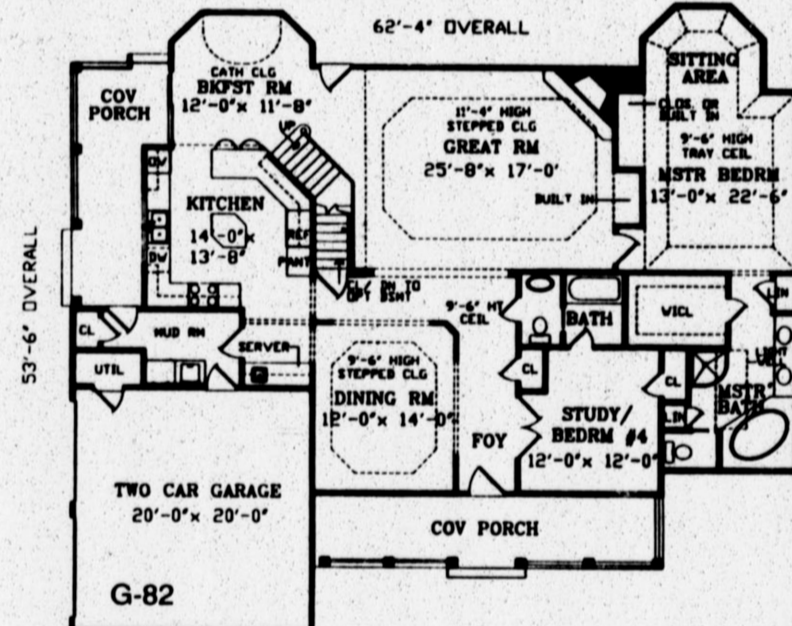 62'-4" OVERALL
SITTING
AREA
CATH CLG
BKFST RM
12'-0"x 11'-8"
COV
PORCH
11'-4" HIGH
STEPPED CLG
GREAT RM
25'-8"x 17'-0"
CLOS OR
BUILT IN
9'-6" HIGH
TRAY CEIL
MSTR BEDRM
13'-0"x 22'-6"
UP
BUILT IN
KITCHEN
14'-0"x
13'-8"
REF
PANT
DW
53'-6" OVERALL
CL/ DN TO
OPT BSMT
9'-6" HT
CEIL
BATH
WICL
LIN
CL
MUD RM
SERVER
UTIL
9'-6" HIGH
STEPPED CLG
DINING RM
12'-0"x 14'-0"
CL
CL
LIN
MSTR
BATH
FOY
STUDY/
BEDRM #4
12'-0"x 12'-0"
TWO CAR GARAGE
20'-0"x 20'-0"
COV PORCH
G-82